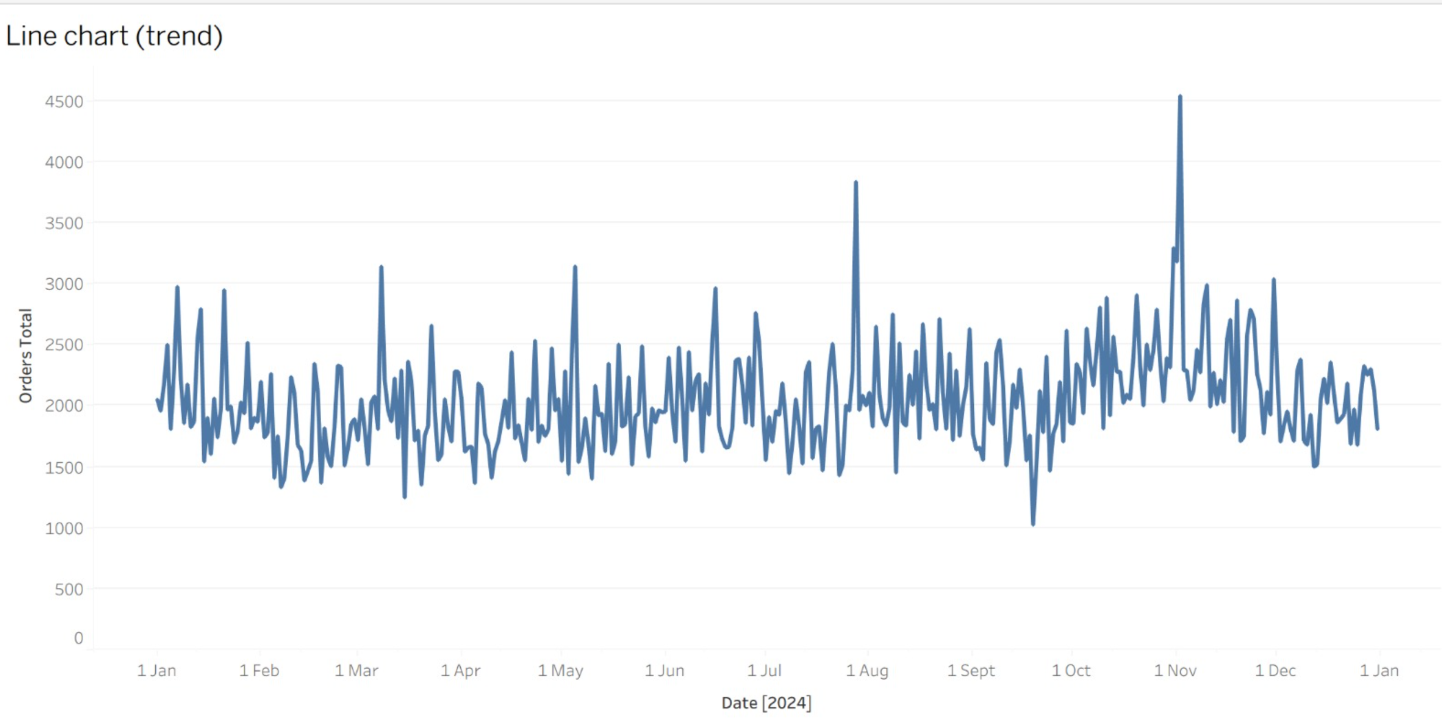 Line chart (trend)
4500
4000
3500
3000
2500
2000
1500
1000
500
0
Orders Total
1 Jan
1 Feb
1 Mar
1 Apr
1 May
1 Jun
1 Jul
1 Aug
1 Sept
1 Oct
1 Nov
1 Dec
1 Jan
Date [2024]